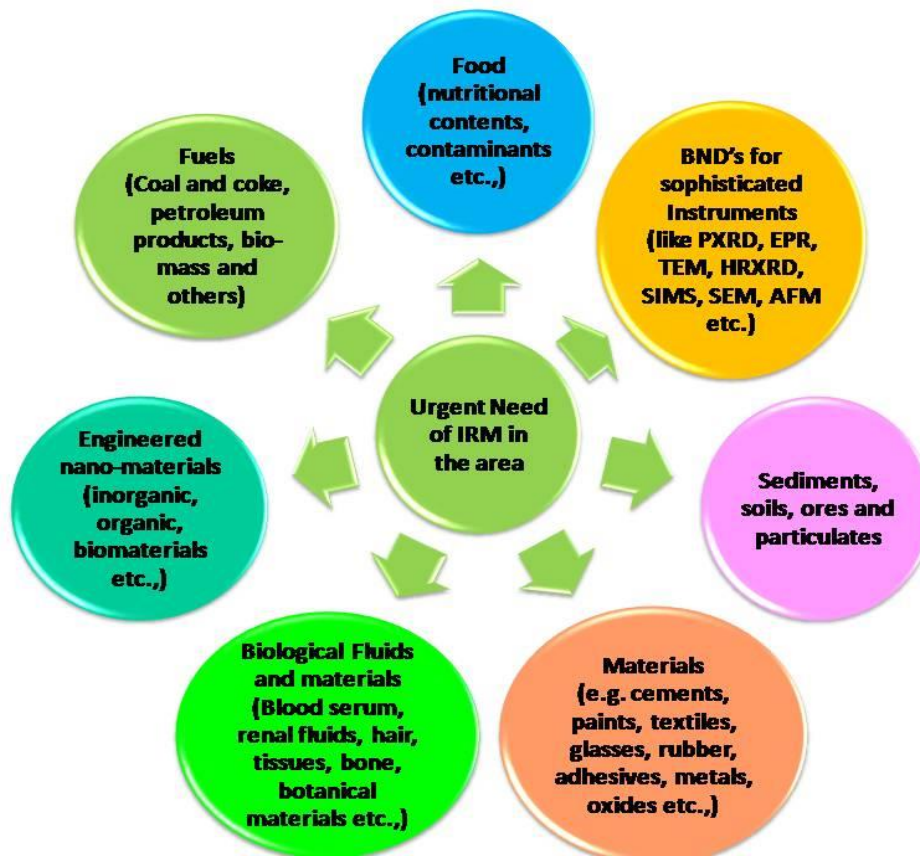 Food
(nutritional
contents,
contaminants
etc.,)
BND's for
sophisticated
Instruments
(like PXRD, EPR,
TEM, HRXRD,
SIMS, SEM, AFM
etc.)
Sediments,
soils, ores and
particulates
Materials
(e.g. cements,
paints, textiles,
glasses, rubber,
adhesives, metals,
oxides etc.,)
Biological Fluids
and materials
(Blood serum,
renal fluids, hair,
tissues, bone,
botanical
materials etc.,)
Engineered
nano-materials
(inorganic,
organic,
biomaterials
etc.,)
Fuels
(Coal and coke,
petroleum
products, bio-
mass and
others)
Urgent Need
of IRM in
the area